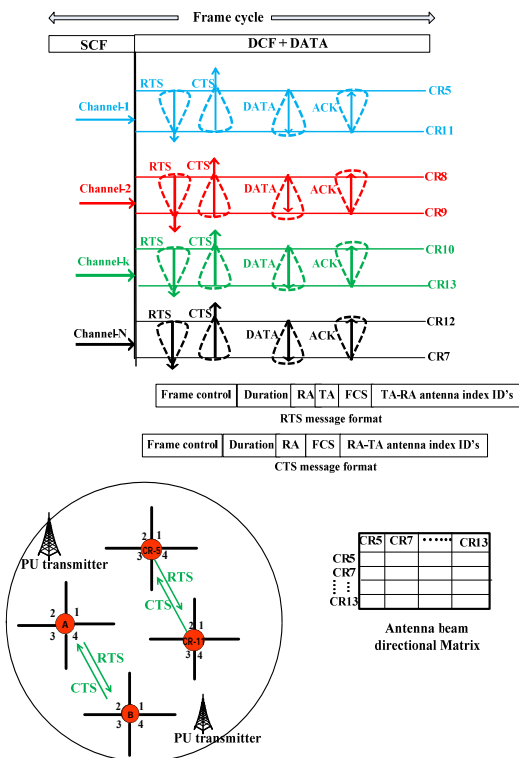 Frame cycle
SCF
DCF + DATA
RTS
CTS
CR5
Channel-1
DATA
ACK
CR11
RTS
CTS
CR8
Channel-2
DATA
ACK
CR9
RTS
CTS
CR10
Channel-k
DATA
ACK
CR13
RTS
CTS
CR12
Channel-N
DATA
ACK
CR7
Frame control Duration RA TA FCS TA-RA antenna index ID's
RTS message format
Frame control Duration RA FCS RA-TA antenna index ID's
CTS message format
PU transmitter
2 1
CR-5
3 4
RTS
CTS
2 1
A
3 4
RTS
CTS
2 1
CR-11
3 4
2 1
B
3 4
PU transmitter
CR5 CR7 ...... CR13
CR5
CR7
CR13
Antenna beam
directional Matrix